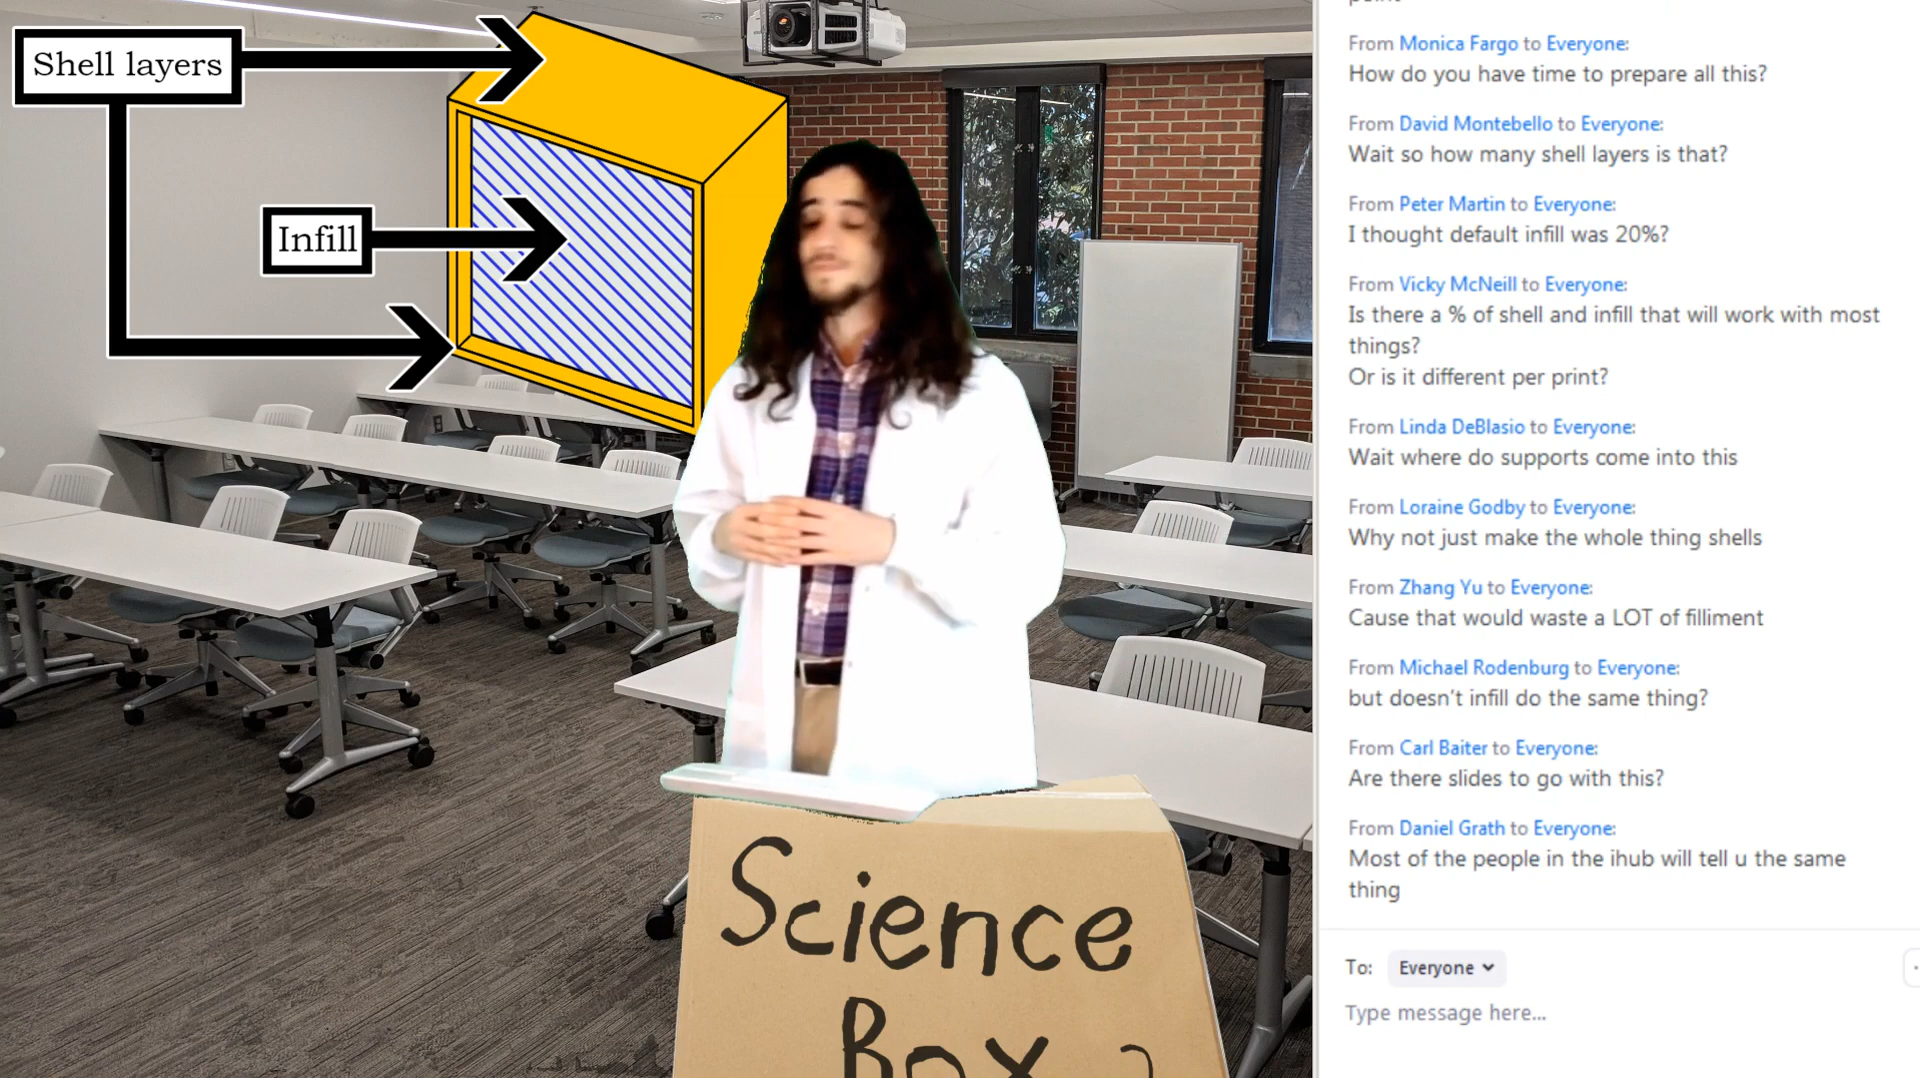 Shell layers
Infill
Science
Box
From Monica Fargo to Everyone:
How do you have time to prepare all this?
From David Montebello to Everyone:
Wait so how many shell layers is that?
From Peter Martin to Everyone:
I thought default infill was 20%?
From Vicky McNeill to Everyone:
Is there a % of shell and infill that will work with most
things?
Or is it different per print?
From Linda DeBlasio to Everyone:
Wait where do supports come into this
From Loraine Godby to Everyone:
Why not just make the whole thing shells
From Zhang Yu to Everyone:
Cause that would waste a LOT of filliment
From Michael Rodenburg to Everyone:
but doesn't infill do the same thing?
From Carl Baiter to Everyone:
Are there slides to go with this?
From Daniel Grath to Everyone:
Most of the people in the ihub will tell u the same
thing
To: Everyone
Type message here...